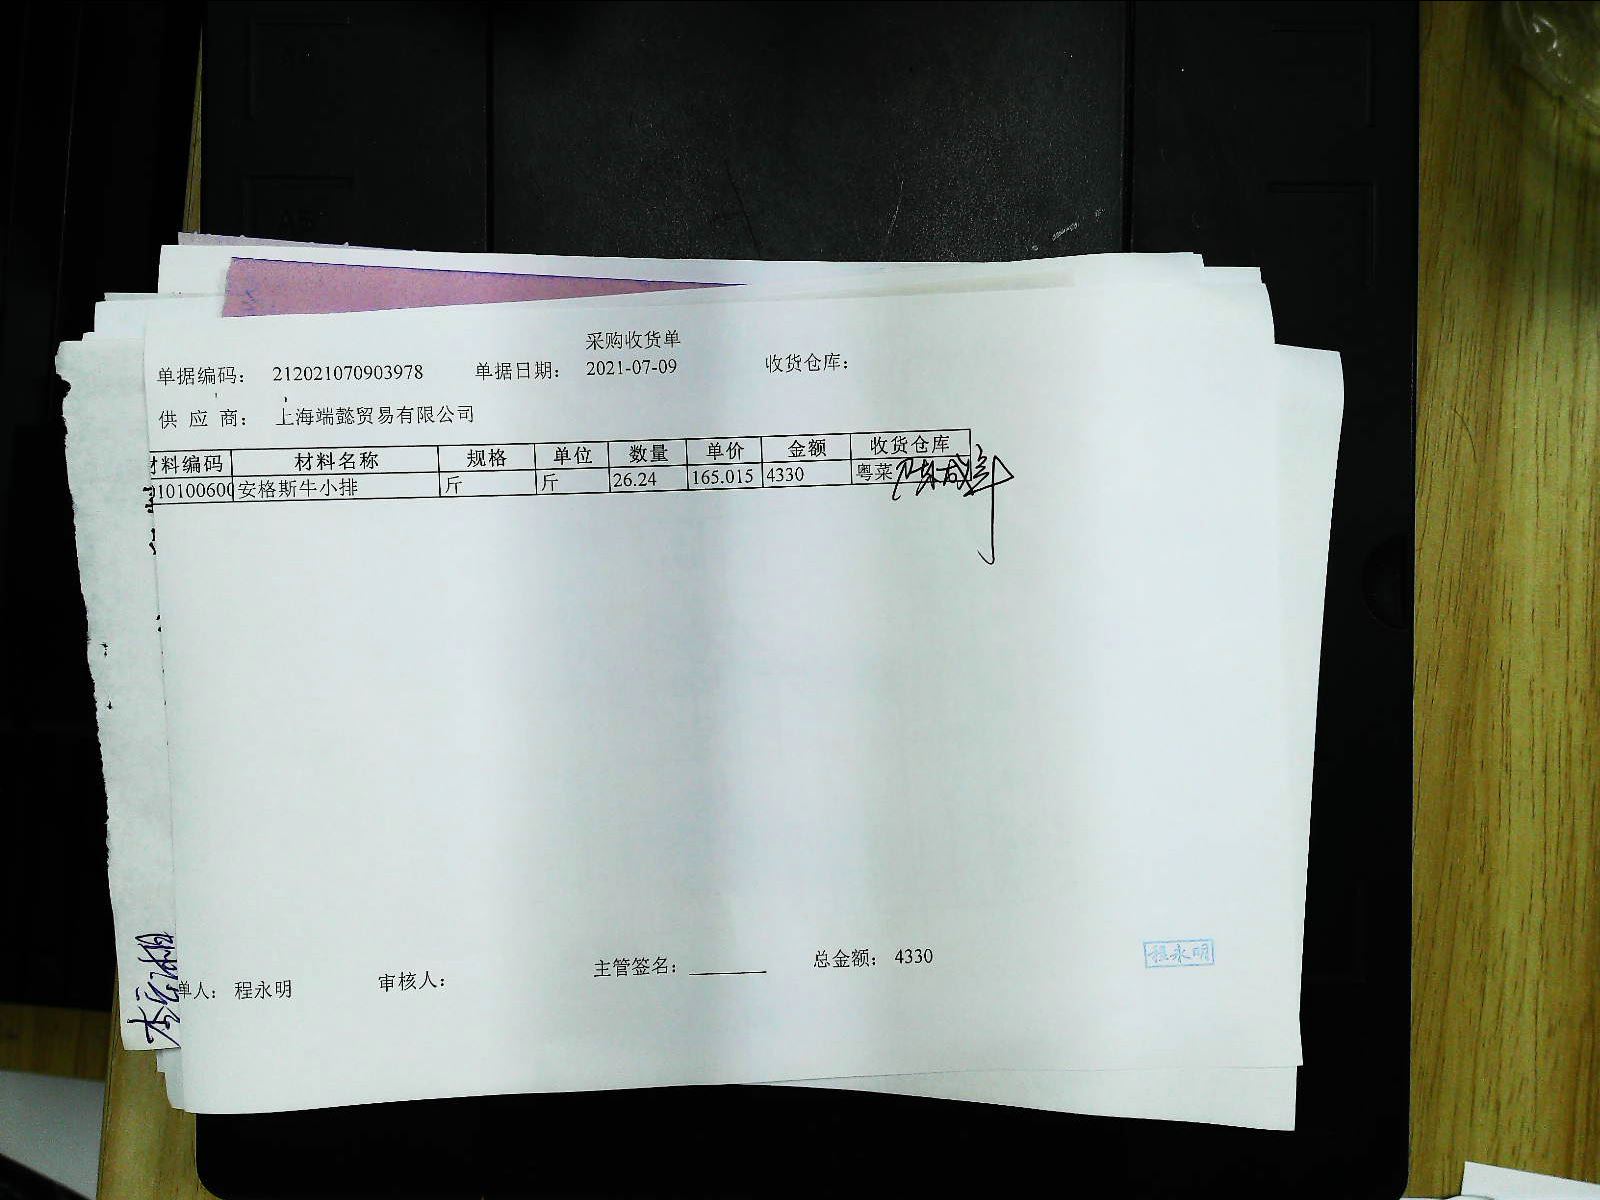 采购收货单
单据编码： 212021070903978 单据日期： 2021-07-09 收货仓库：
供 应 商： 上海端懿贸易有限公司
材料编码 材料名称 规格 单位 数量 单价 金额 收货仓库
010100600 安格斯牛小排 斤 斤 26.24 165.015 4330 粤菜
单人： 程永明 审核人： 主管签名： 总金额： 4330
程永明